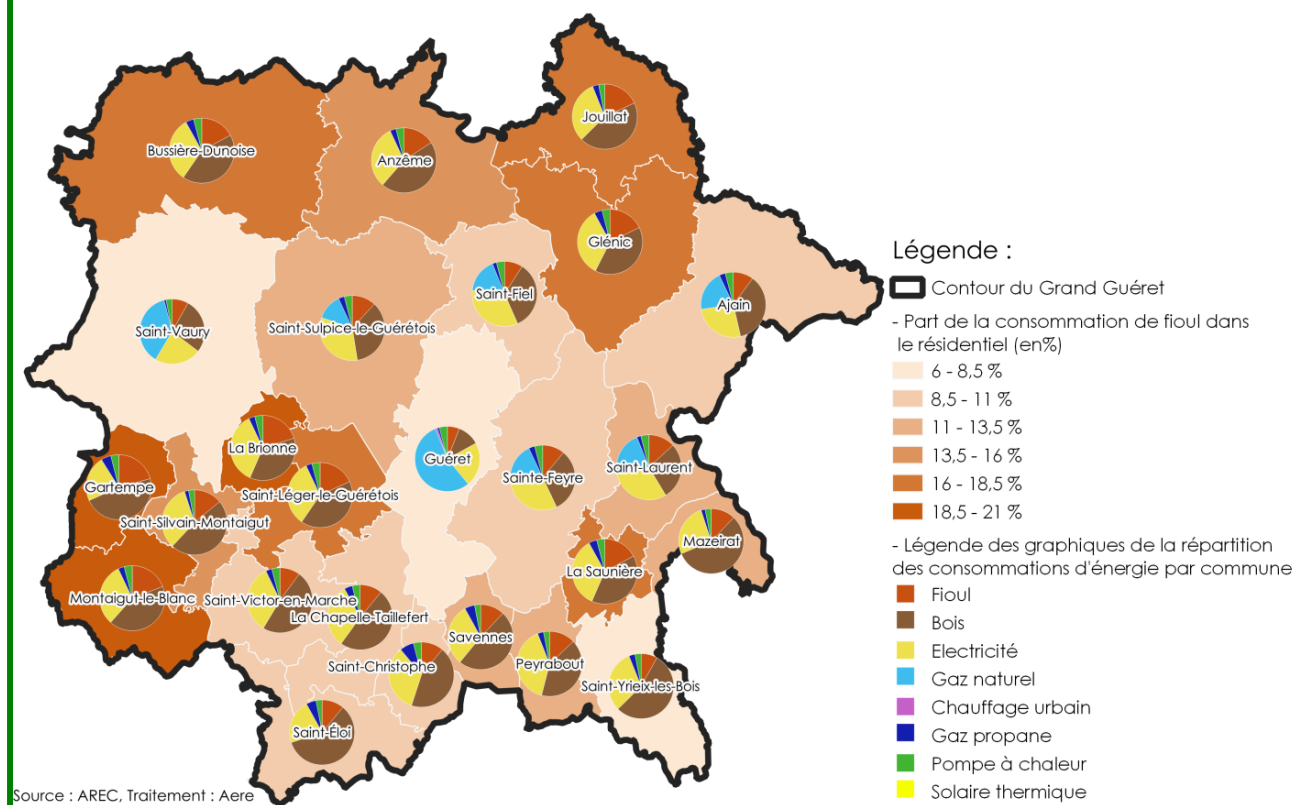 Jouillat
Bussière-Dunoise
Anzême
Glénic
Saint-Fiel
Ajain
Saint-Vaury
Saint-Sulpice-le-Guérétois
La Brionne
Guéret
Sainte-Feyre
Saint-Laurent
Gartempe
Saint-Léger-le-Guérétois
Saint-Silvain-Montaigut
Mazeirat
La Saunière
Montaigut-le-Blanc
Saint-Victor-en-Marche
La Chapelle-Taillefert
Savennes
Saint-Christophe
Peyrabout
Saint-Yrieix-les-Bois
Saint-Éloi
Légende :
Contour du Grand Guéret
- Part de la consommation de fioul dans
le résidentiel (en%)
6 - 8,5 %
8,5 - 11 %
11 - 13,5 %
13,5 - 16 %
16 - 18,5 %
18,5 - 21 %
- Légende des graphiques de la répartition
des consommations d'énergie par commune
Fioul
Bois
Electricité
Gaz naturel
Chauffage urbain
Gaz propane
Pompe à chaleur
Solaire thermique
Source : AREC, Traitement : Aere